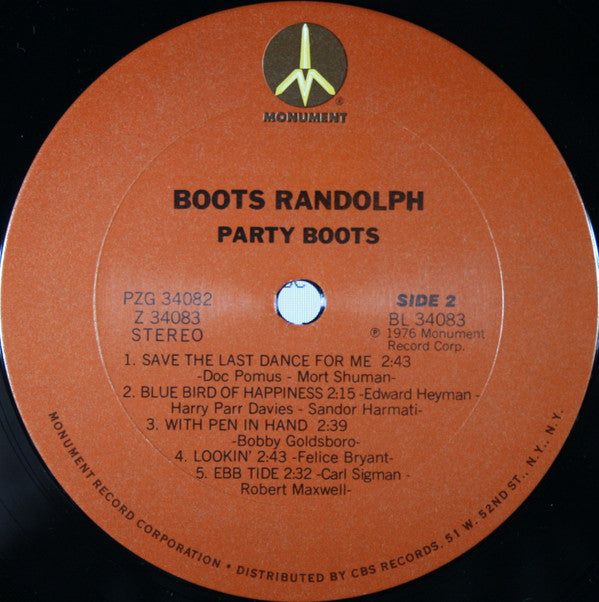 ®
MONUMENT
BOOTS RANDOLPH
PARTY BOOTS
PZG 34082
Z 34083
STEREO
SIDE 2
BL 34083
℗ 1976 Monument
Record Corp.
1. SAVE THE LAST DANCE FOR ME 2:43
-Doc Pomus - Mort Shuman-
2. BLUE BIRD OF HAPPINESS 2:15 -Edward Heyman -
Harry Parr Davies - Sandor Harmati-
3. WITH PEN IN HAND 2:39
-Bobby Goldsboro-
4. LOOKIN' 2:43 -Felice Bryant-
5. EBB TIDE 2:32 -Carl Sigman -
Robert Maxwell-
MONUMENT RECORD CORPORATION • DISTRIBUTED BY CBS RECORDS. 51 W. 52ND ST., N.Y., N.Y.